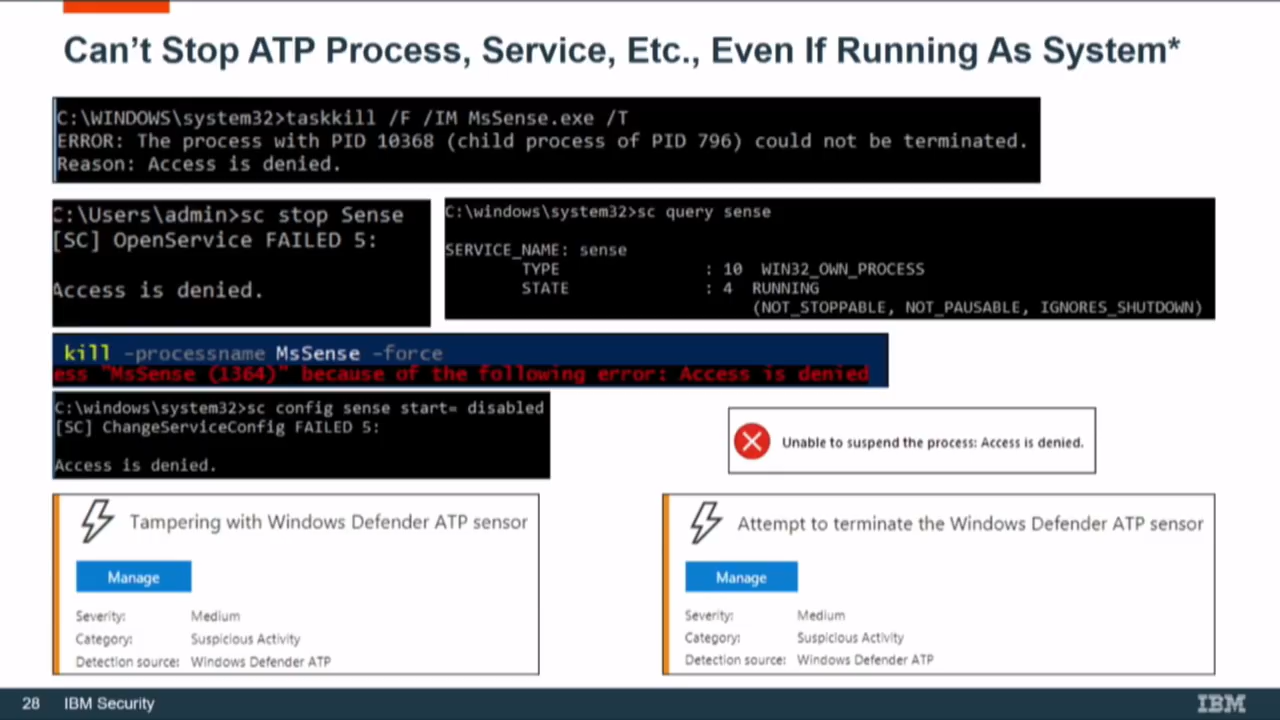 Can't Stop ATP Process, Service, Etc., Even If Running As System*
C:\WINDOWS\system32>taskkill /F /IM MsSense.exe /T
ERROR: The process with PID 10368 (child process of PID 796) could not be terminated.
Reason: Access is denied.
C:\Users\admin>sc stop Sense
[SC] OpenService FAILED 5:
Access is denied.
C:\windows\system32>sc query sense
SERVICE_NAME: sense
TYPE : 10 WIN32_OWN_PROCESS
STATE : 4 RUNNING
(NOT_STOPPABLE, NOT_PAUSABLE, IGNORES_SHUTDOWN)
kill -processname MsSense -force
ess "MsSense (1364)" because of the following error: Access is denied
C:\windows\system32>sc config sense start= disabled
[SC] ChangeServiceConfig FAILED 5:
Access is denied.
Unable to suspend the process: Access is denied.
Tampering with Windows Defender ATP sensor
Manage
Severity: Medium
Category: Suspicious Activity
Detection source: Windows Defender ATP
Attempt to terminate the Windows Defender ATP sensor
Manage
Severity: Medium
Category: Suspicious Activity
Detection source: Windows Defender ATP
28 IBM Security
IBM